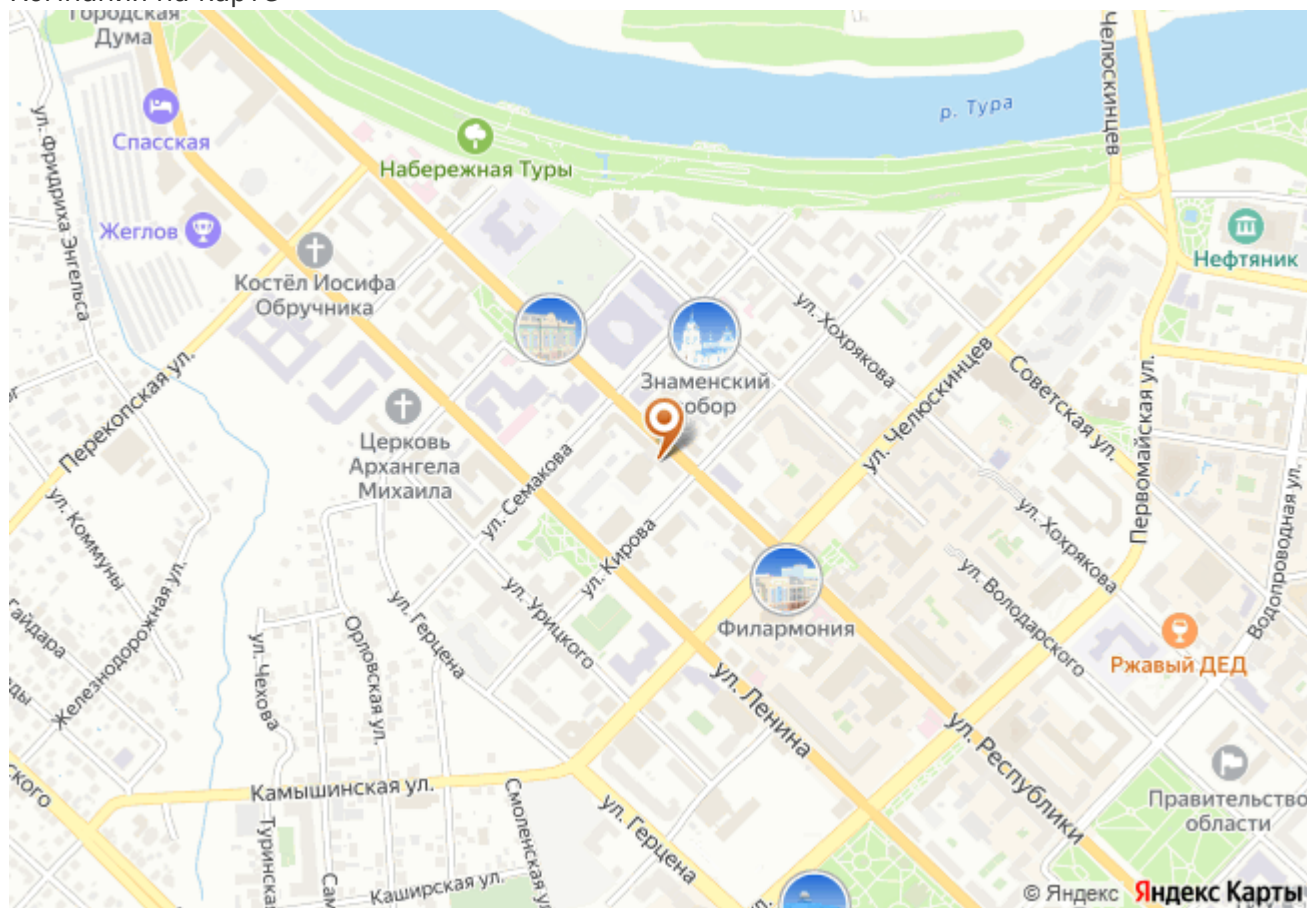 Городская
Дума
Спасская
Набережная Туры
р. Тура
Челюскинцев
ул. Фридриха Энгельса
Жеглов
Костёл Иосифа
Обручника
Нефтяник
ул. Хохрякова
Знаменский
собор
ул. Челюскинцев
Советская ул.
Первомайская ул.
Перекопская ул.
Церковь
Архангела
Михаила
ул. Семакова
ул. Коммуны
ул. Кирова
ул. Хохрякова
Водопроводная ул.
ул. Володарского
Гайдара
Железнодорожная ул.
ул. Чехова
Орловская ул.
ул. Герцена
ул. Урицкого
Филармония
Ржавый ДЕД
ул. Ленина
ул. Республики
Правительство
области
ского
Камышинская ул.
Туринская
Смоленская ул.
ул. Герцена
Каширская ул.
© Яндекс Яндекс Карты